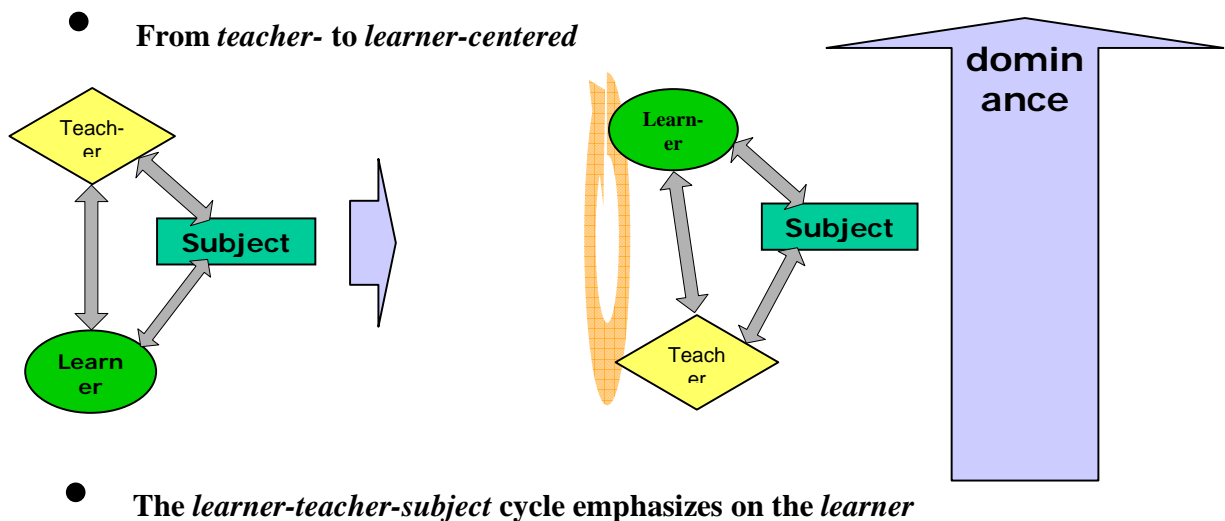 • From teacher- to learner-centered
domin
ance
Teach-
er
Subject
Learn
er
Learn-
er
Subject
Teach
er
• The learner-teacher-subject cycle emphasizes on the learner